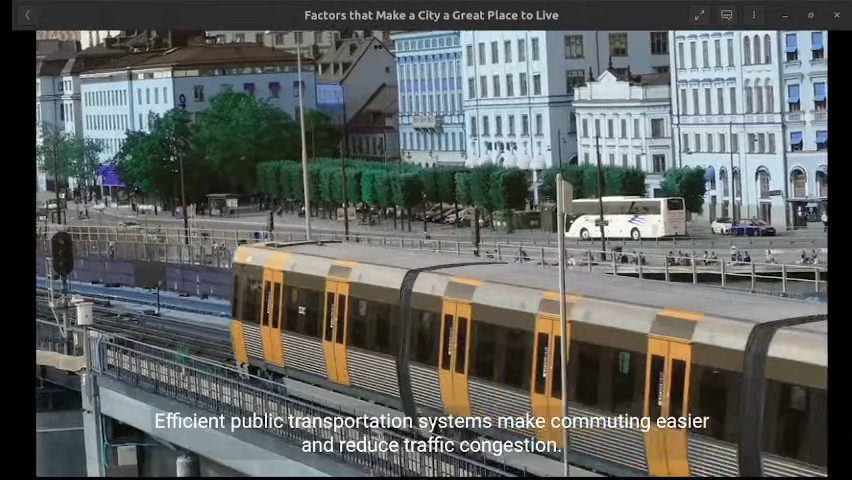 Factors that Make a City a Great Place to Live
Efficient public transportation systems make commuting easier
and reduce traffic congestion.